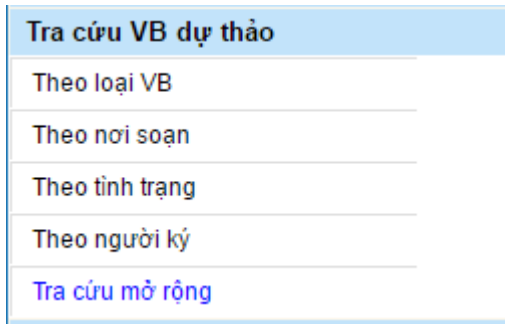 Tra cứu VB dự thảo
Theo loại VB
Theo nơi soạn
Theo tình trạng
Theo người ký
Tra cứu mở rộng